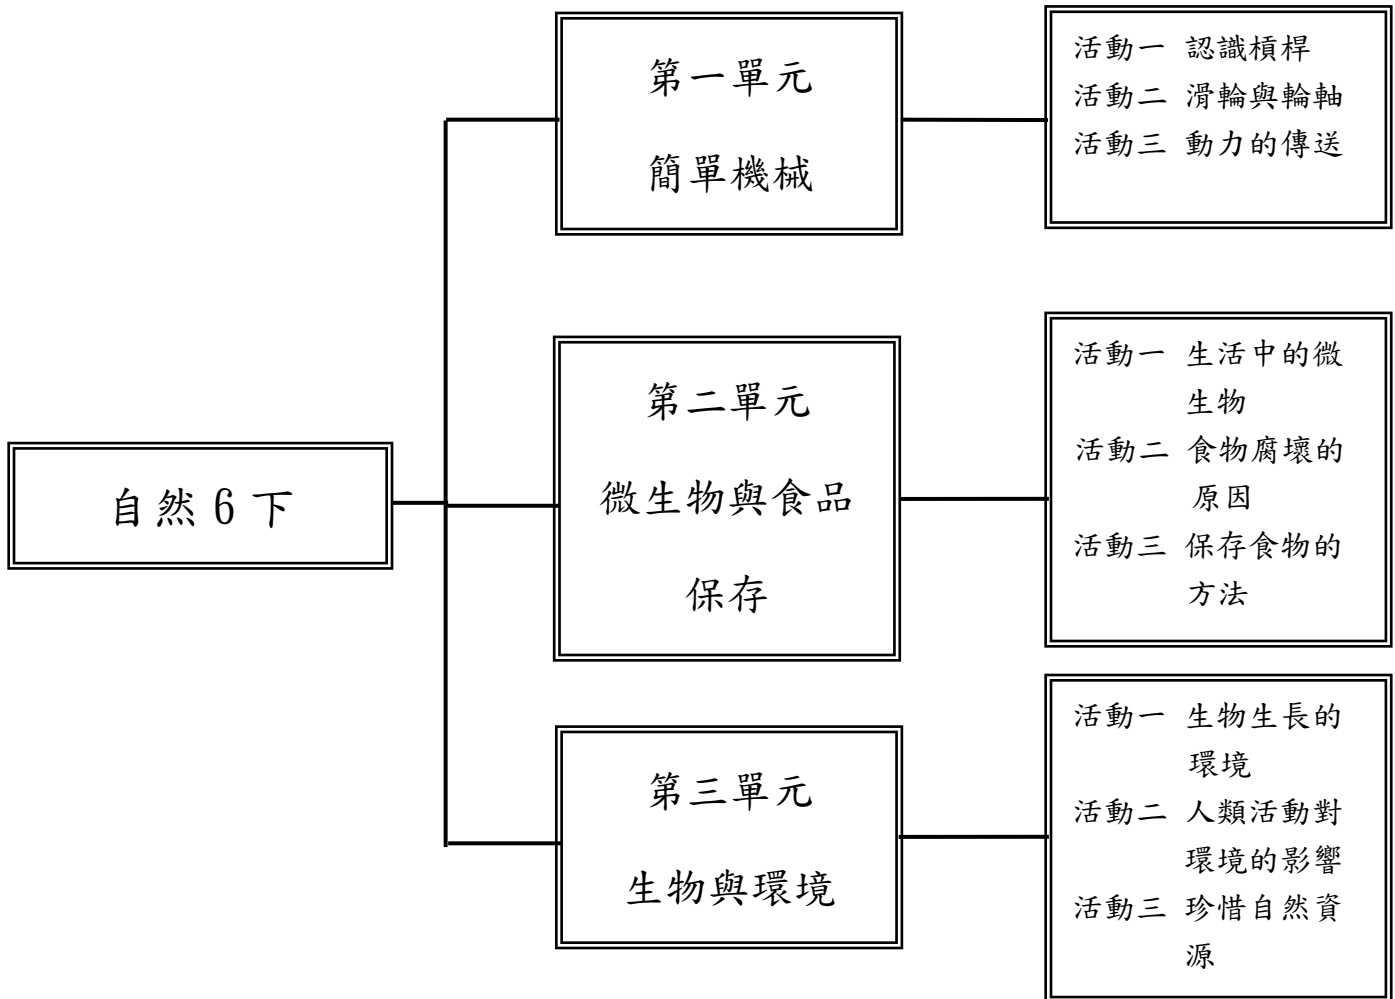 自然 6 下
第一單元
簡單機械
活動一 認識槓桿
活動二 滑輪與輪軸
活動三 動力的傳送
第二單元
微生物與食品
保存
活動一 生活中的微
生物
活動二 食物腐壞的
原因
活動三 保存食物的
方法
第三單元
生物與環境
活動一 生物生長的
環境
活動二 人類活動對
環境的影響
活動三 珍惜自然資
源